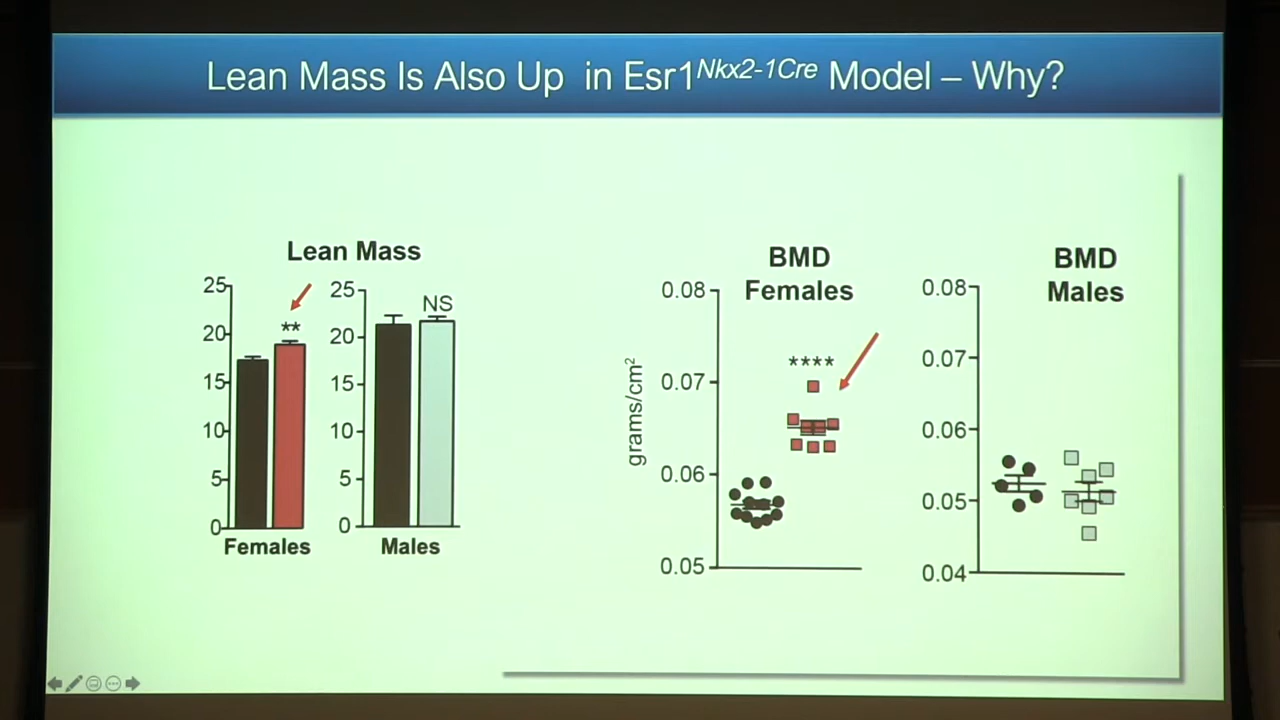 Lean Mass Is Also Up in Esr1^Nkx2-1Cre Model – Why?
Lean Mass
25
20
15
10
5
0
**
Females
25
20
15
10
5
0
NS
Males
BMD
Females
grams/cm²
0.08
0.07
0.06
0.05
****
BMD
Males
0.08
0.07
0.06
0.05
0.04